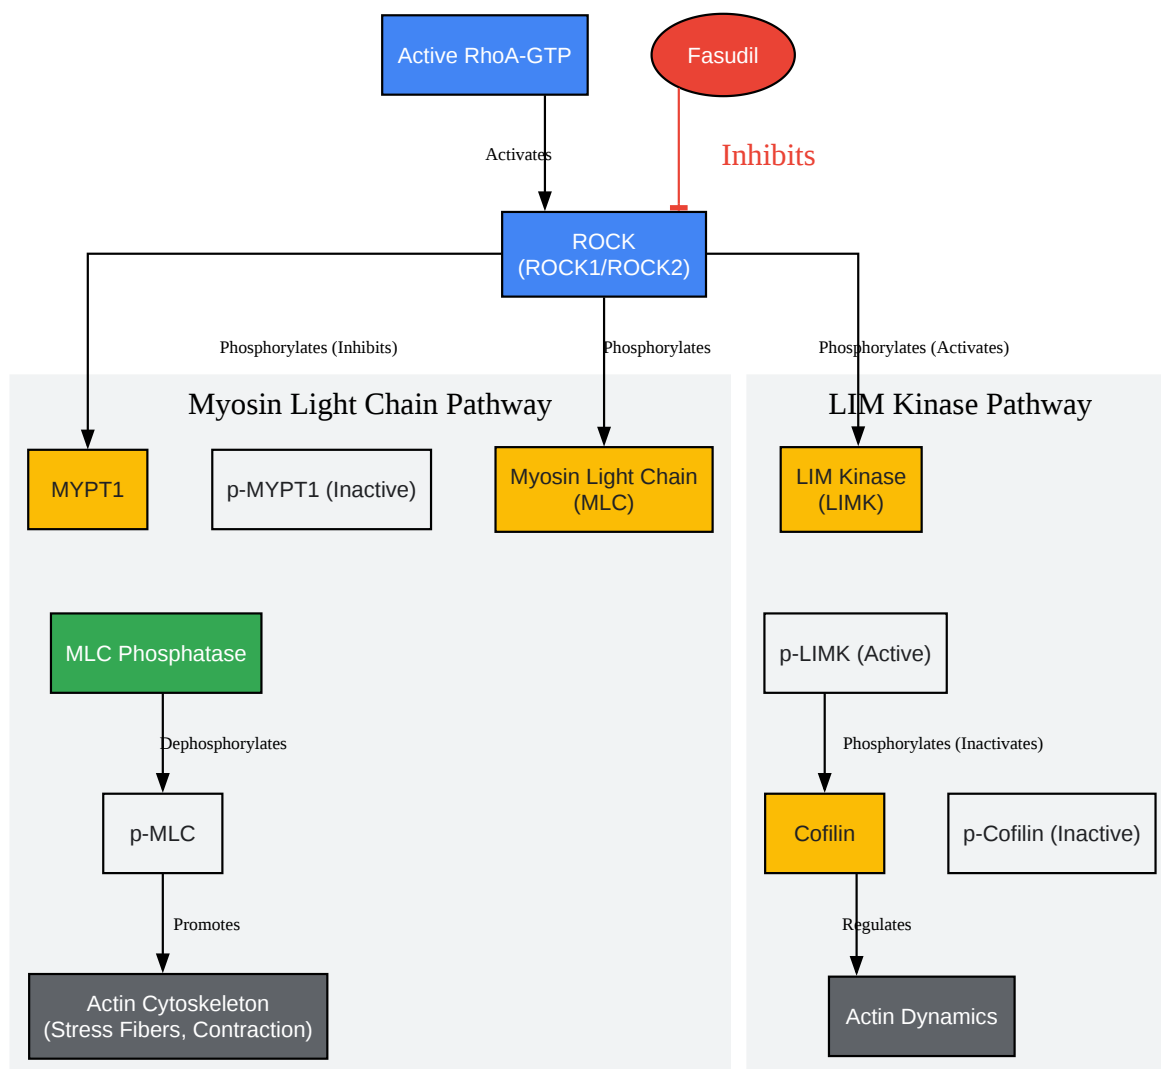 Active RhoA-GTP
Fasudil
Activates
Inhibits
ROCK
(ROCK1/ROCK2)
Phosphorylates (Inhibits)
Phosphorylates
Phosphorylates (Activates)
Myosin Light Chain Pathway
LIM Kinase Pathway
MYPT1
p-MYPT1 (Inactive)
Myosin Light Chain
(MLC)
LIM Kinase
(LIMK)
MLC Phosphatase
p-LIMK (Active)
Dephosphorylates
Phosphorylates (Inactivates)
p-MLC
Cofilin
p-Cofilin (Inactive)
Promotes
Regulates
Actin Cytoskeleton
(Stress Fibers, Contraction)
Actin Dynamics